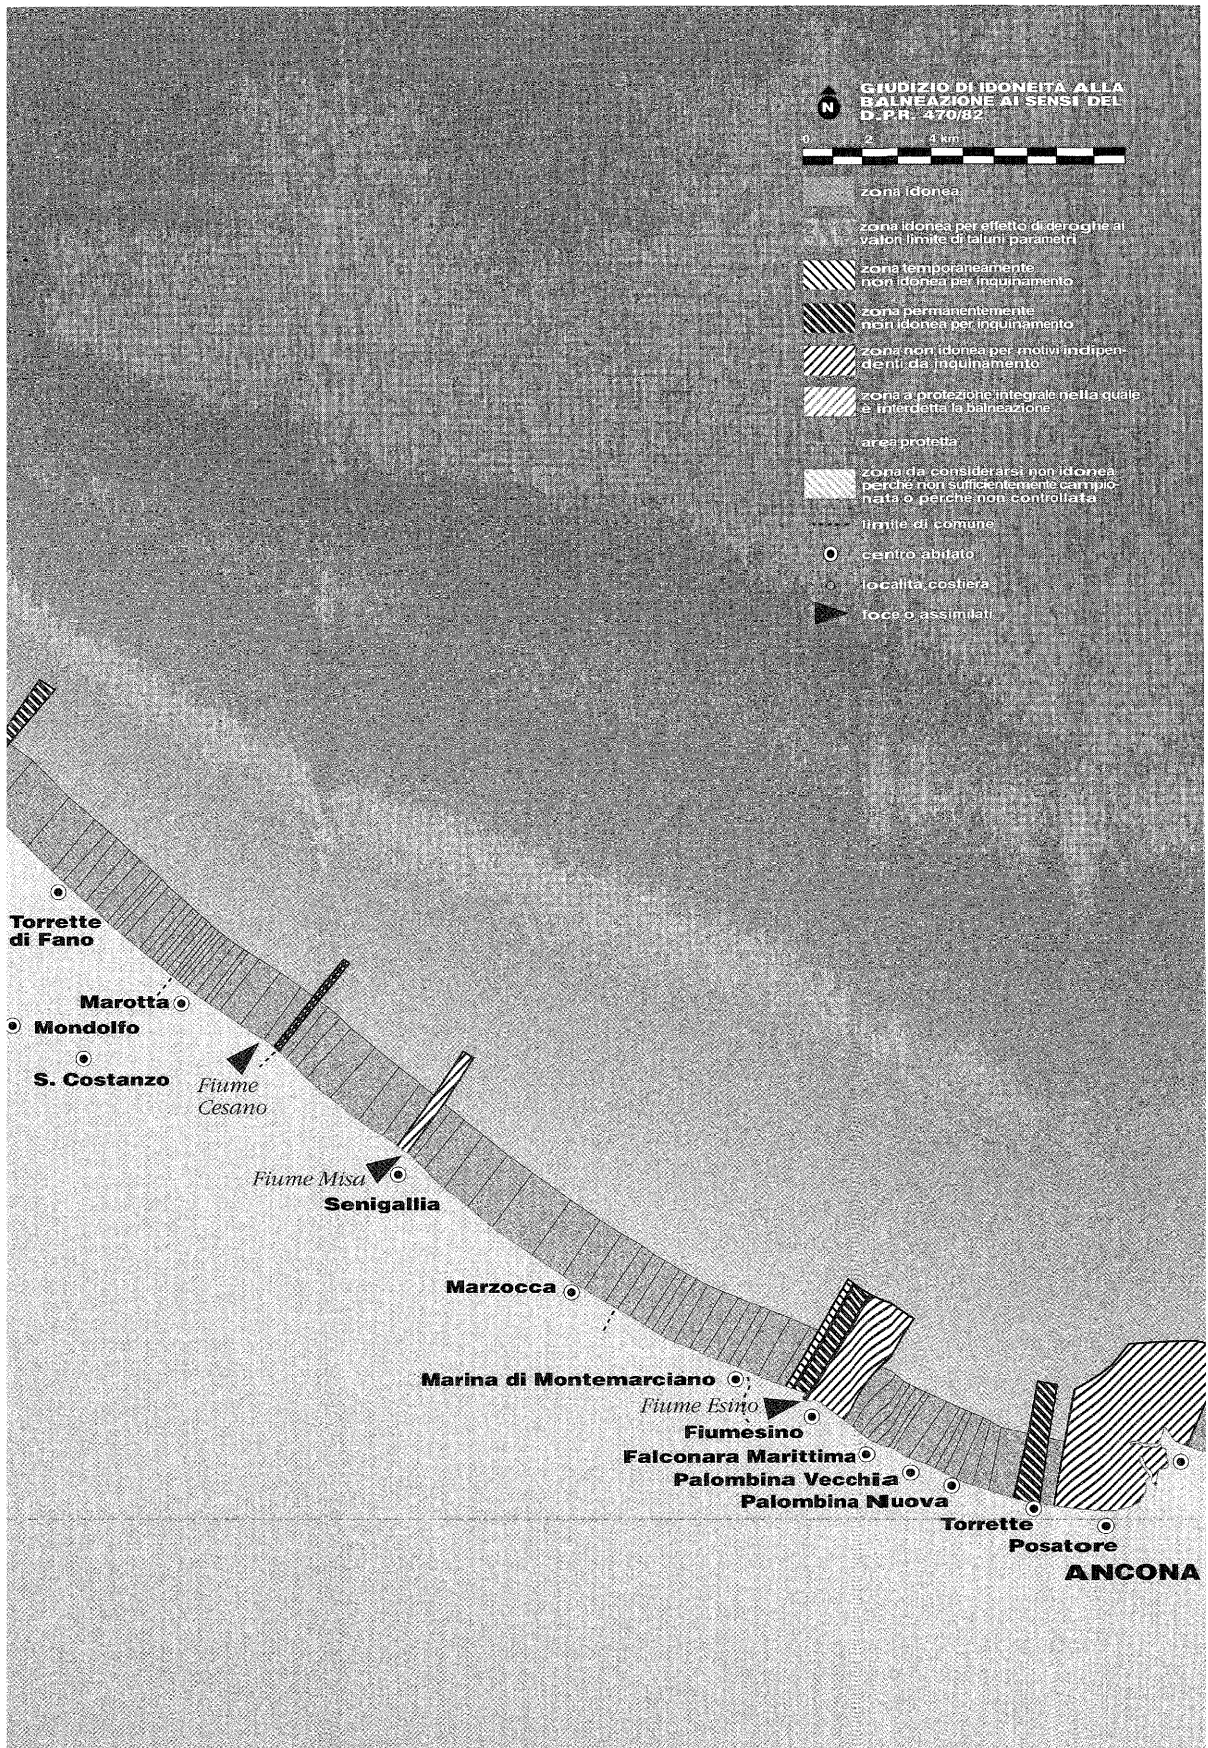 N
GIUDIZIO DI IDONEITÀ ALLA
BALNEAZIONE AI SENSI DEL
D.P.R. 470/82
0 2 4 km
zona idonea
zona idonea per effetto di deroghe ai
valori limite di taluni parametri
zona temporaneamente
non idonea per inquinamento
zona permanentemente
non idonea per inquinamento
zona non idonea per motivi indipen-
denti da inquinamento
zona a protezione integrale nella quale
è interdetta la balneazione
area protetta
zona da considerarsi non idonea
perché non sufficientemente campio-
nata o perché non controllata
limite di comune
centro abitato
località costiera
foce o assimilati
Torrette
di Fano
Marotta
Mondolfo
S. Costanzo
Fiume
Cesano
Fiume Misa
Senigallia
Marzocca
Marina di Montemarciano
Fiume Esino
Fiumesino
Falconara Marittima
Palombina Vecchia
Palombina Nuova
Torrette
Posatore
ANCONA